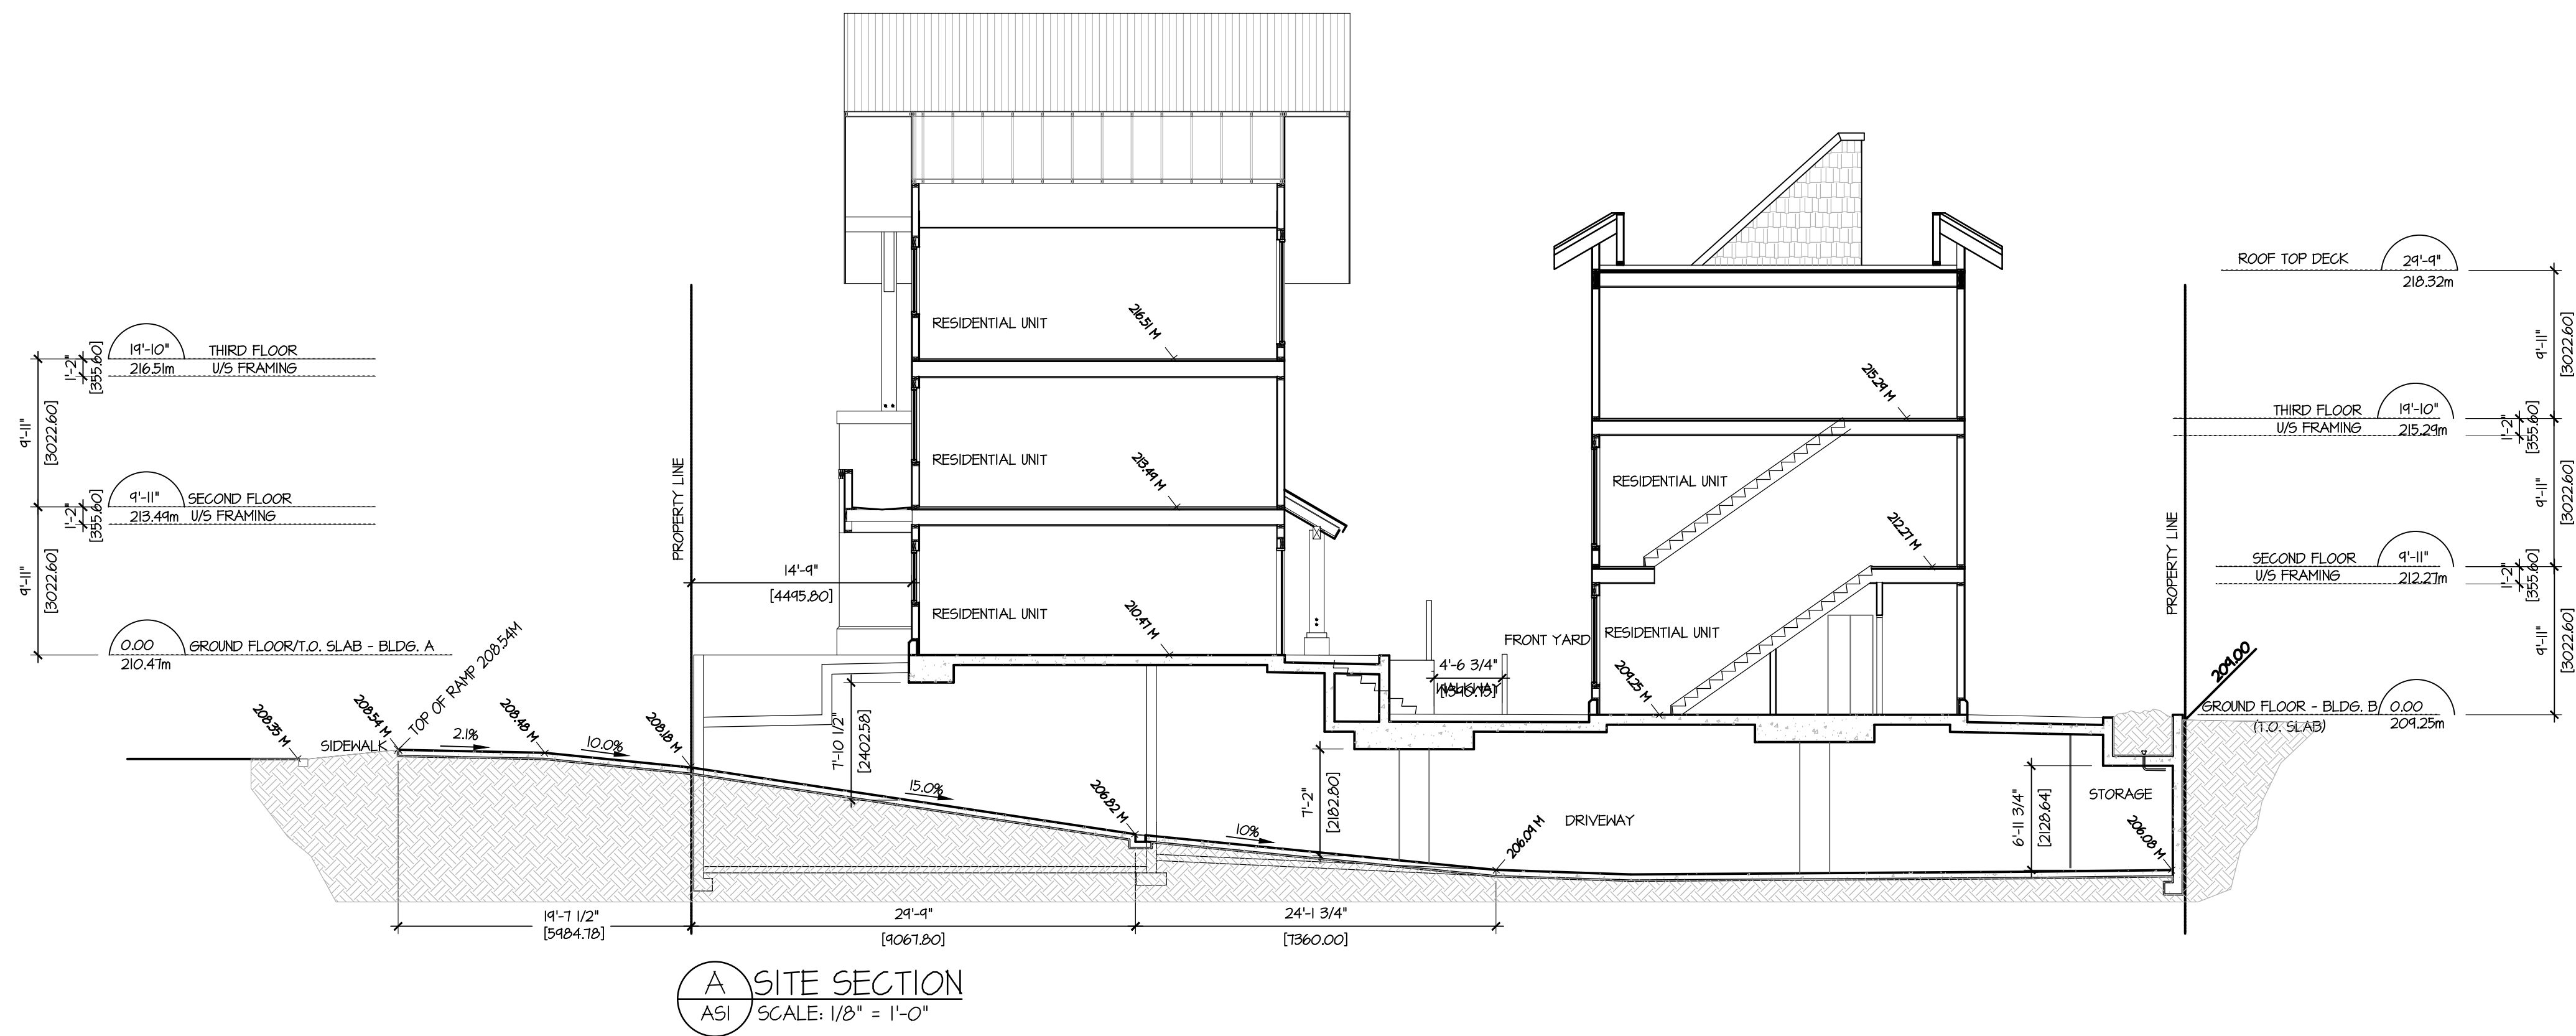 19'-10" THIRD FLOOR
216.51m U/S FRAMING
1'-2"
[355.60]
9'-11"
[3022.60]
9'-11" SECOND FLOOR
213.49m U/S FRAMING
1'-2"
[355.60]
9'-11"
[3022.60]
0.00 GROUND FLOOR/T.O. SLAB - BLDG. A
210.47m
TOP OF RAMP 208.54M
208.35 M
SIDEWALK
208.54 M
2.1%
208.48 M
10.0%
208.18 M
PROPERTY LINE
14'-9"
[4495.80]
RESIDENTIAL UNIT
216.51 M
RESIDENTIAL UNIT
213.49 M
RESIDENTIAL UNIT
210.47 M
7'-10 1/2"
[2402.58]
15.0%
206.82 M
10%
7'-2"
[2182.80]
206.09 M
DRIVEWAY
4'-6 3/4"
WALKWAY
FRONT YARD
RESIDENTIAL UNIT
209.25 M
RESIDENTIAL UNIT
215.29 M
212.27 M
6'-11 3/4"
[2128.64]
STORAGE
206.08 M
PROPERTY LINE
209.00
ROOF TOP DECK 29'-9"
218.32m
9'-11"
[3022.60]
THIRD FLOOR 19'-10"
U/S FRAMING 215.29m
1'-2"
[355.60]
9'-11"
[3022.60]
SECOND FLOOR 9'-11"
U/S FRAMING 212.27m
1'-2"
[355.60]
9'-11"
[3022.60]
GROUND FLOOR - BLDG. B 0.00
(T.O. SLAB) 209.25m
19'-7 1/2"
[5984.78]
29'-9"
[9067.80]
24'-1 3/4"
[7360.00]
A SITE SECTION
AS1 SCALE: 1/8" = 1'-0"